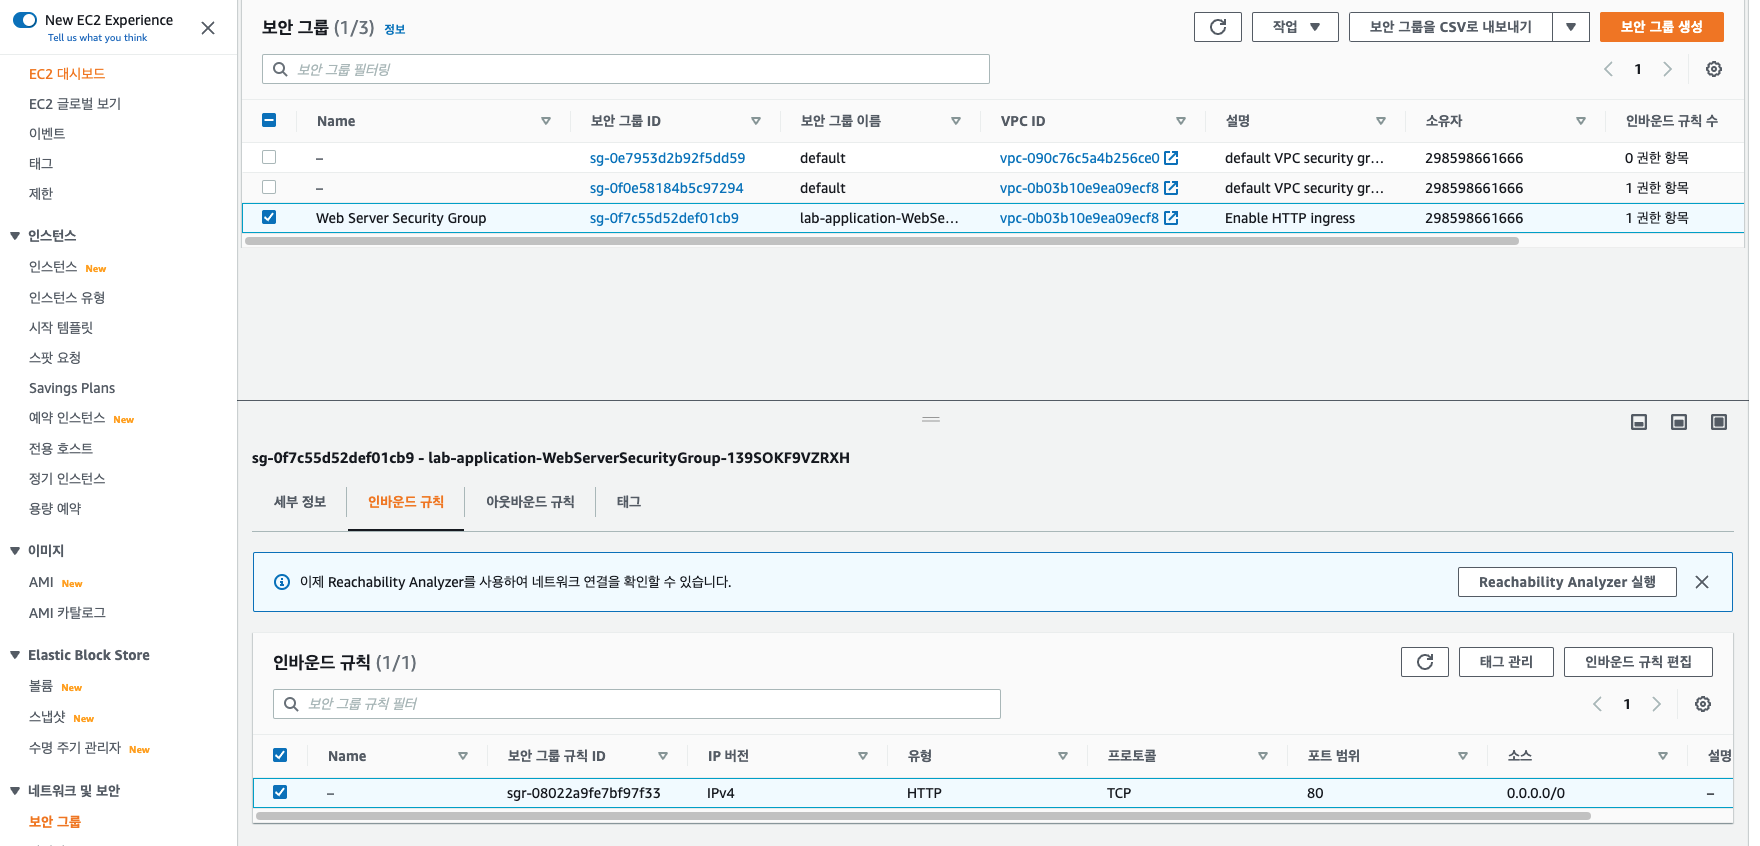 New EC2 Experience
Tell us what you think
EC2 대시보드
EC2 글로벌 보기
이벤트
태그
제한
인스턴스
인스턴스 New
인스턴스 유형
시작 템플릿
스팟 요청
Savings Plans
예약 인스턴스 New
전용 호스트
정기 인스턴스
용량 예약
이미지
AMI New
AMI 카탈로그
Elastic Block Store
볼륨 New
스냅샷 New
수명 주기 관리자 New
네트워크 및 보안
보안 그룹
보안 그룹 (1/3) 정보
작업
보안 그룹을 CSV로 내보내기
보안 그룹 생성
보안 그룹 필터링
1
Name 보안 그룹 ID 보안 그룹 이름 VPC ID 설명 소유자 인바운드 규칙 수
– sg-0e7953d2b92f5dd59 default vpc-090c76c5a4b256ce0 default VPC security gr... 298598661666 0 권한 항목
– sg-0f0e58184b5c97294 default vpc-0b03b10e9ea09ecf8 default VPC security gr... 298598661666 1 권한 항목
Web Server Security Group sg-0f7c55d52def01cb9 lab-application-WebSe... vpc-0b03b10e9ea09ecf8 Enable HTTP ingress 298598661666 1 권한 항목
sg-0f7c55d52def01cb9 - lab-application-WebServerSecurityGroup-139SOKF9VZRXH
세부 정보 인바운드 규칙 아웃바운드 규칙 태그
이제 Reachability Analyzer를 사용하여 네트워크 연결을 확인할 수 있습니다.
Reachability Analyzer 실행
인바운드 규칙 (1/1)
태그 관리
인바운드 규칙 편집
보안 그룹 규칙 필터
1
Name 보안 그룹 규칙 ID IP 버전 유형 프로토콜 포트 범위 소스 설명
– sgr-08022a9fe7bf97f33 IPv4 HTTP TCP 80 0.0.0.0/0 –